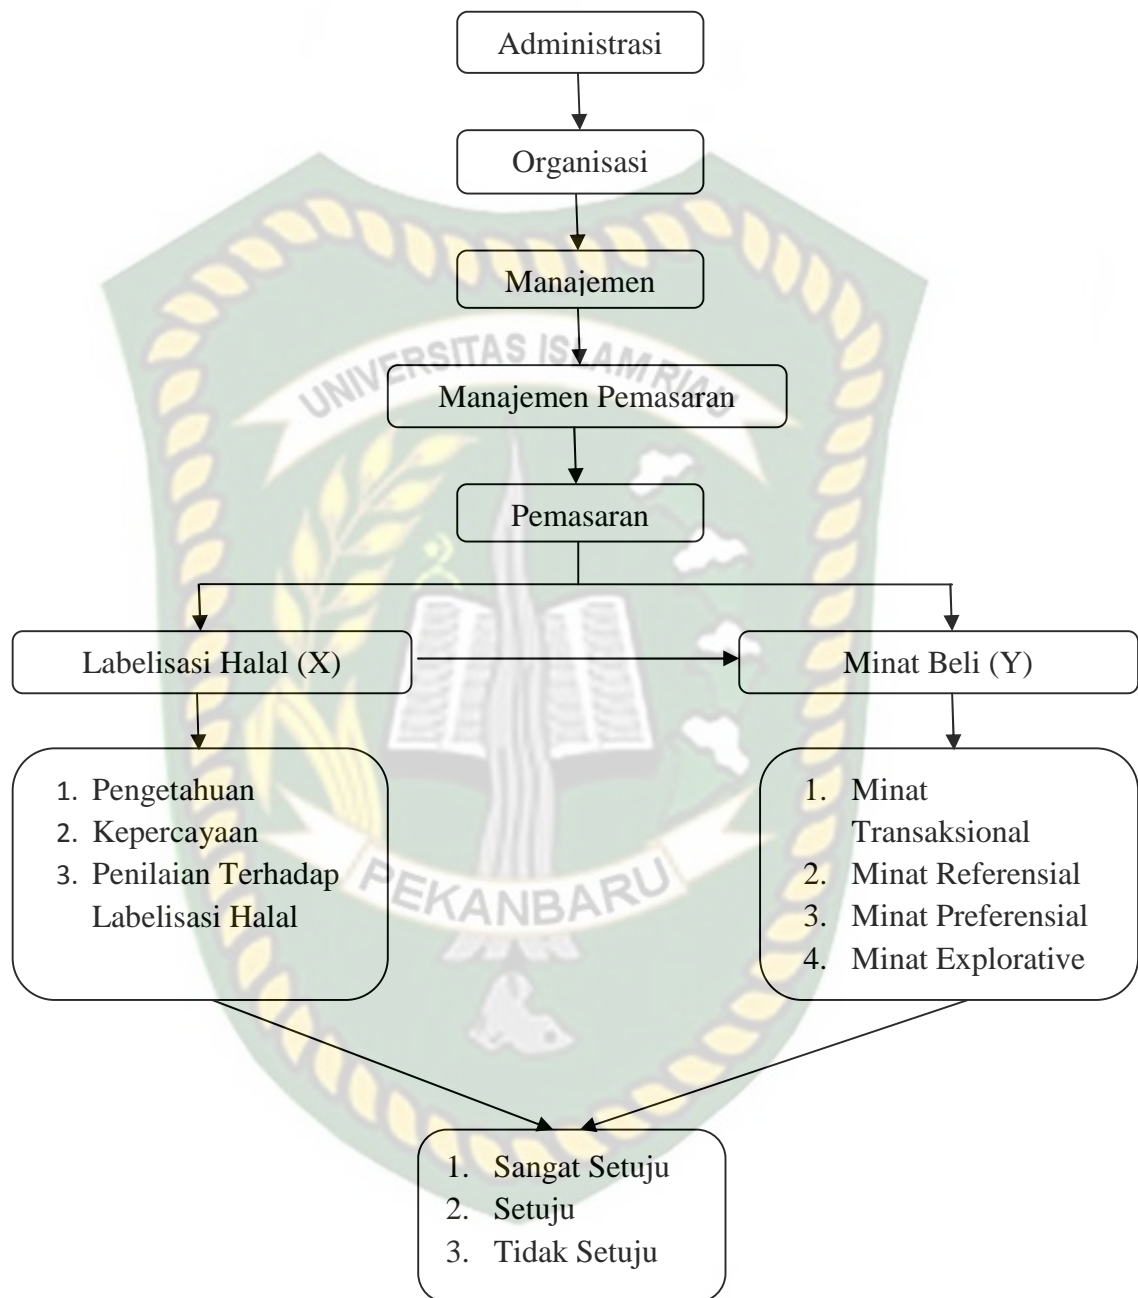 Administrasi
Organisasi
Manajemen
UNIVERSITAS ISLAM RIAU
Manajemen Pemasaran
Pemasaran
Labelisasi Halal (X)
Minat Beli (Y)
1. Pengetahuan
2. Kepercayaan
3. Penilaian Terhadap
Labelisasi Halal
1. Minat
Transaksional
2. Minat Referensial
3. Minat Preferensial
4. Minat Explorative
PEKANBARU
1. Sangat Setuju
2. Setuju
3. Tidak Setuju